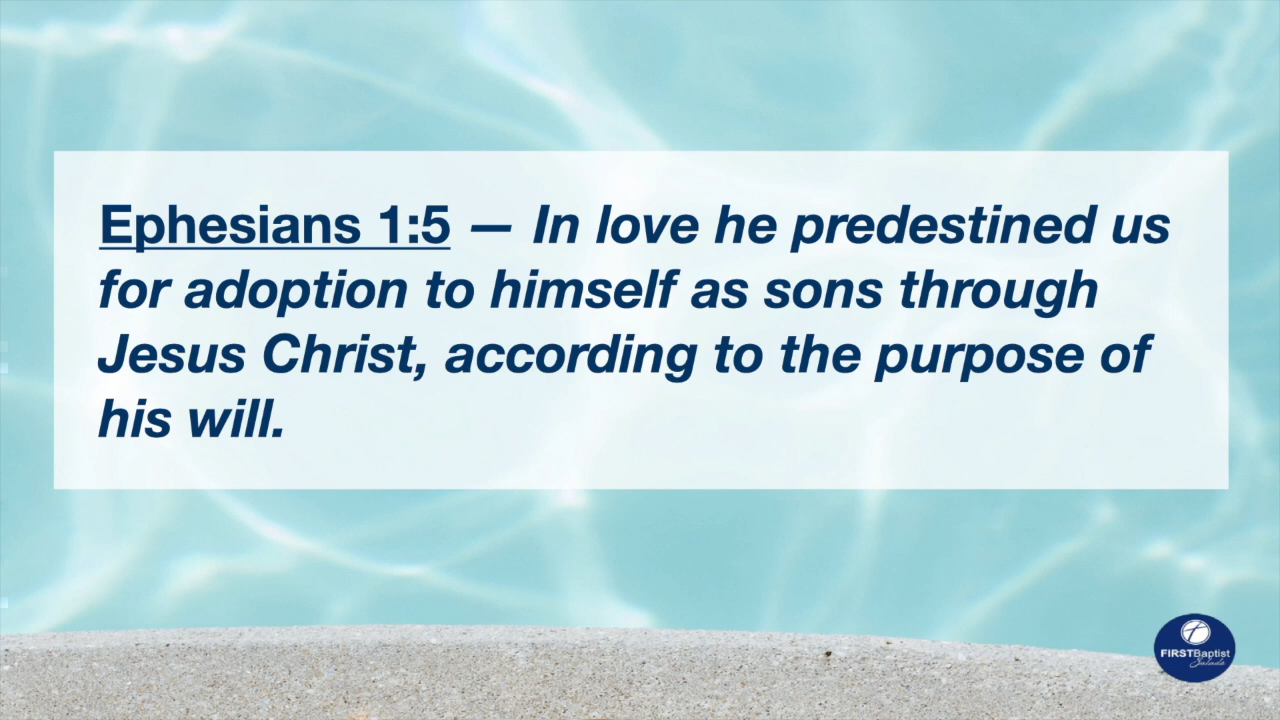 Ephesians 1:5 — In love he predestined us
for adoption to himself as sons through
Jesus Christ, according to the purpose of
his will.
FIRSTBaptist
Salado